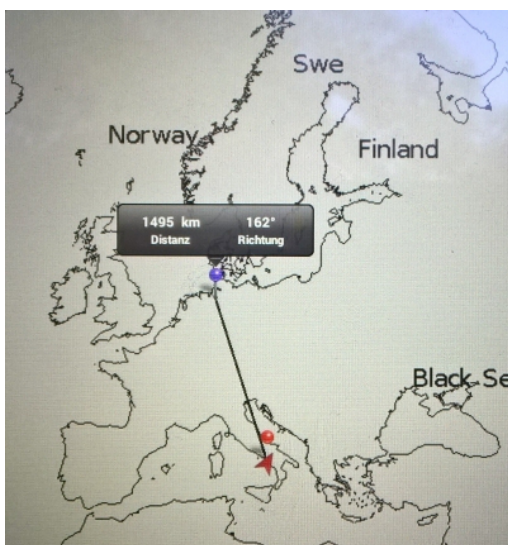 Swe
Norway
Finland
1495 km 162°
Distanz Richtung
Black Se